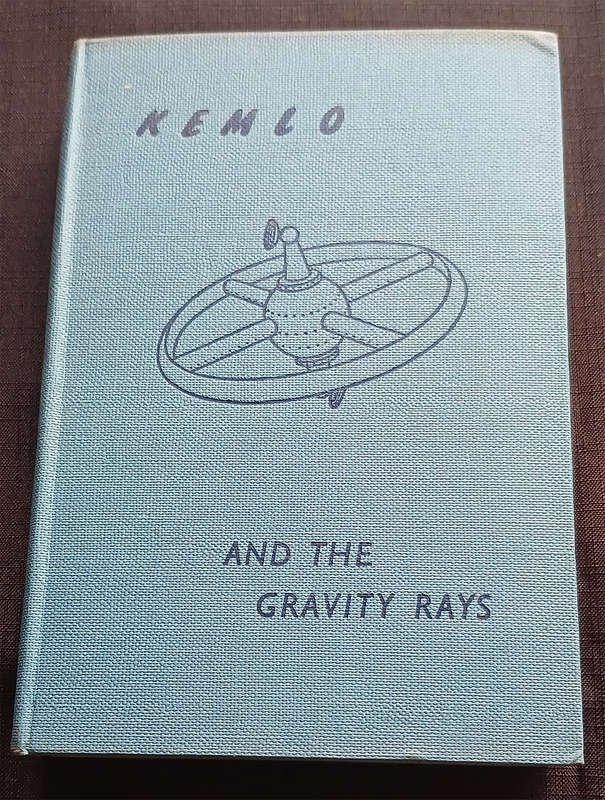 KEMLO
AND THE
GRAVITY RAYS